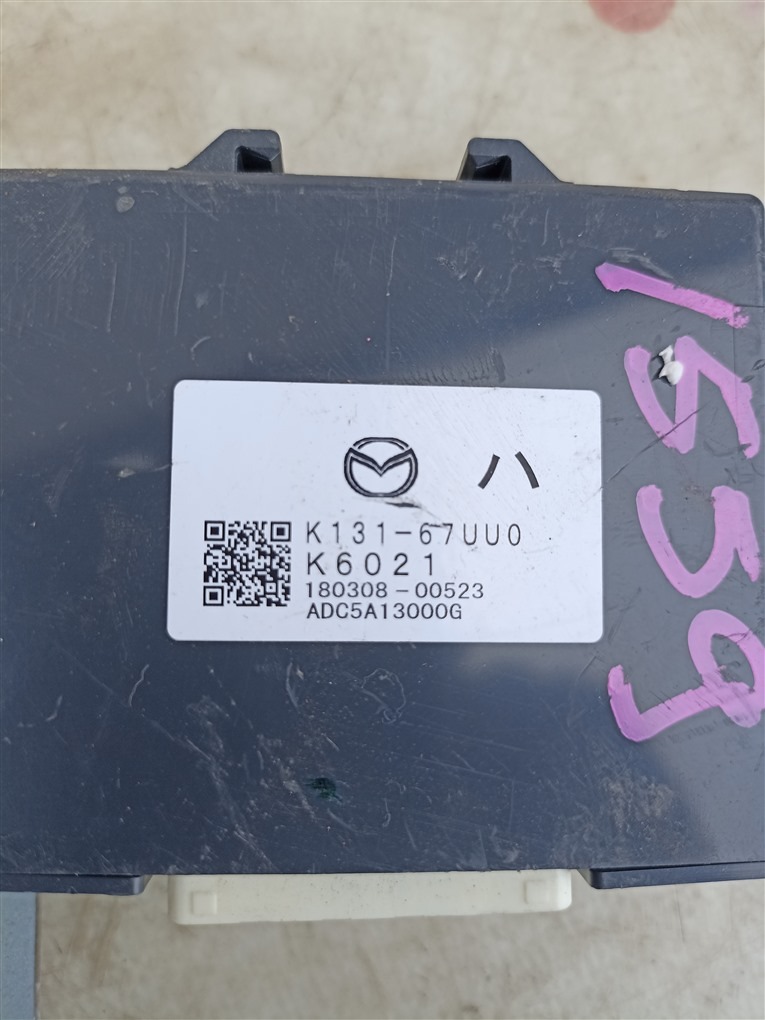 ハ
K131-67UU0
K6021
180308-00523
ADC5A13000G
1559